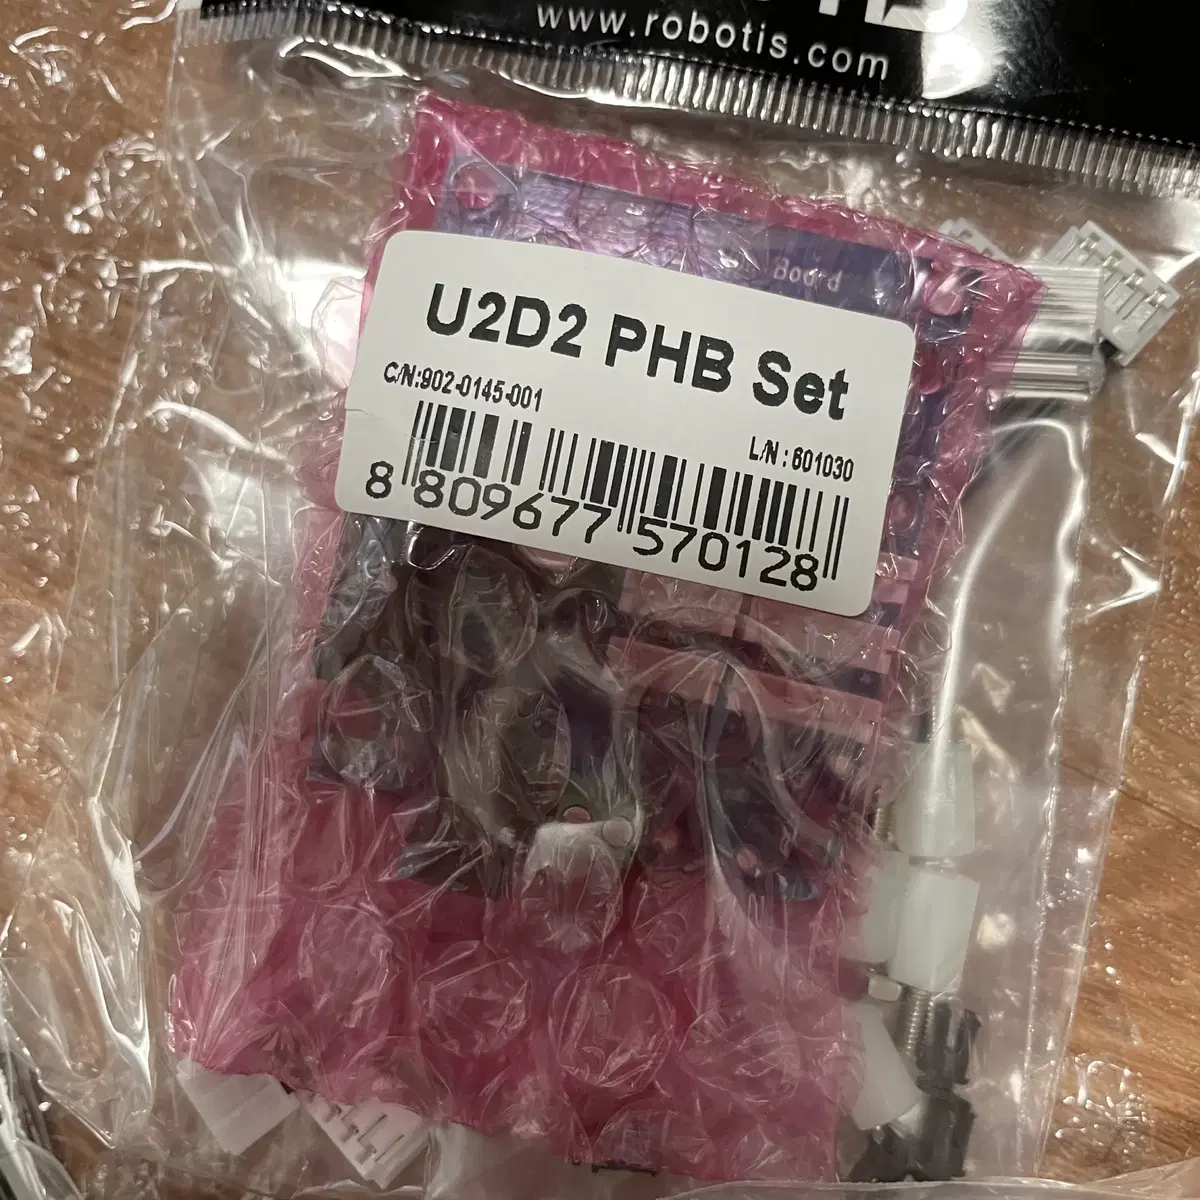 www.robotis.com
Board
U2D2 PHB Set
C/N:902-0145-001
L/N : 601030
8 809677 570128